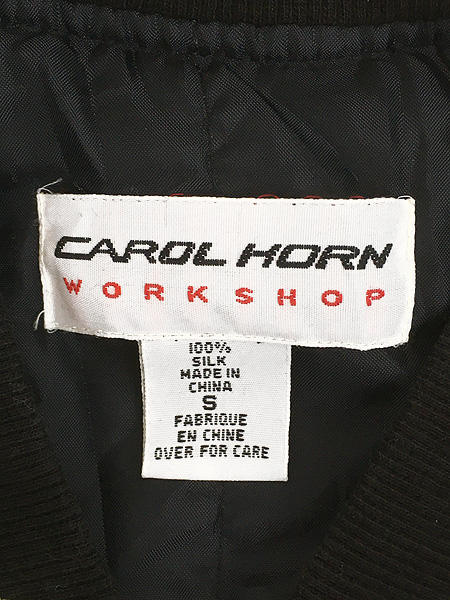 CAROL HORN
WORKSHOP
100%
SILK
MADE IN
CHINA
S
FABRIQUE
EN CHINE
OVER FOR CARE